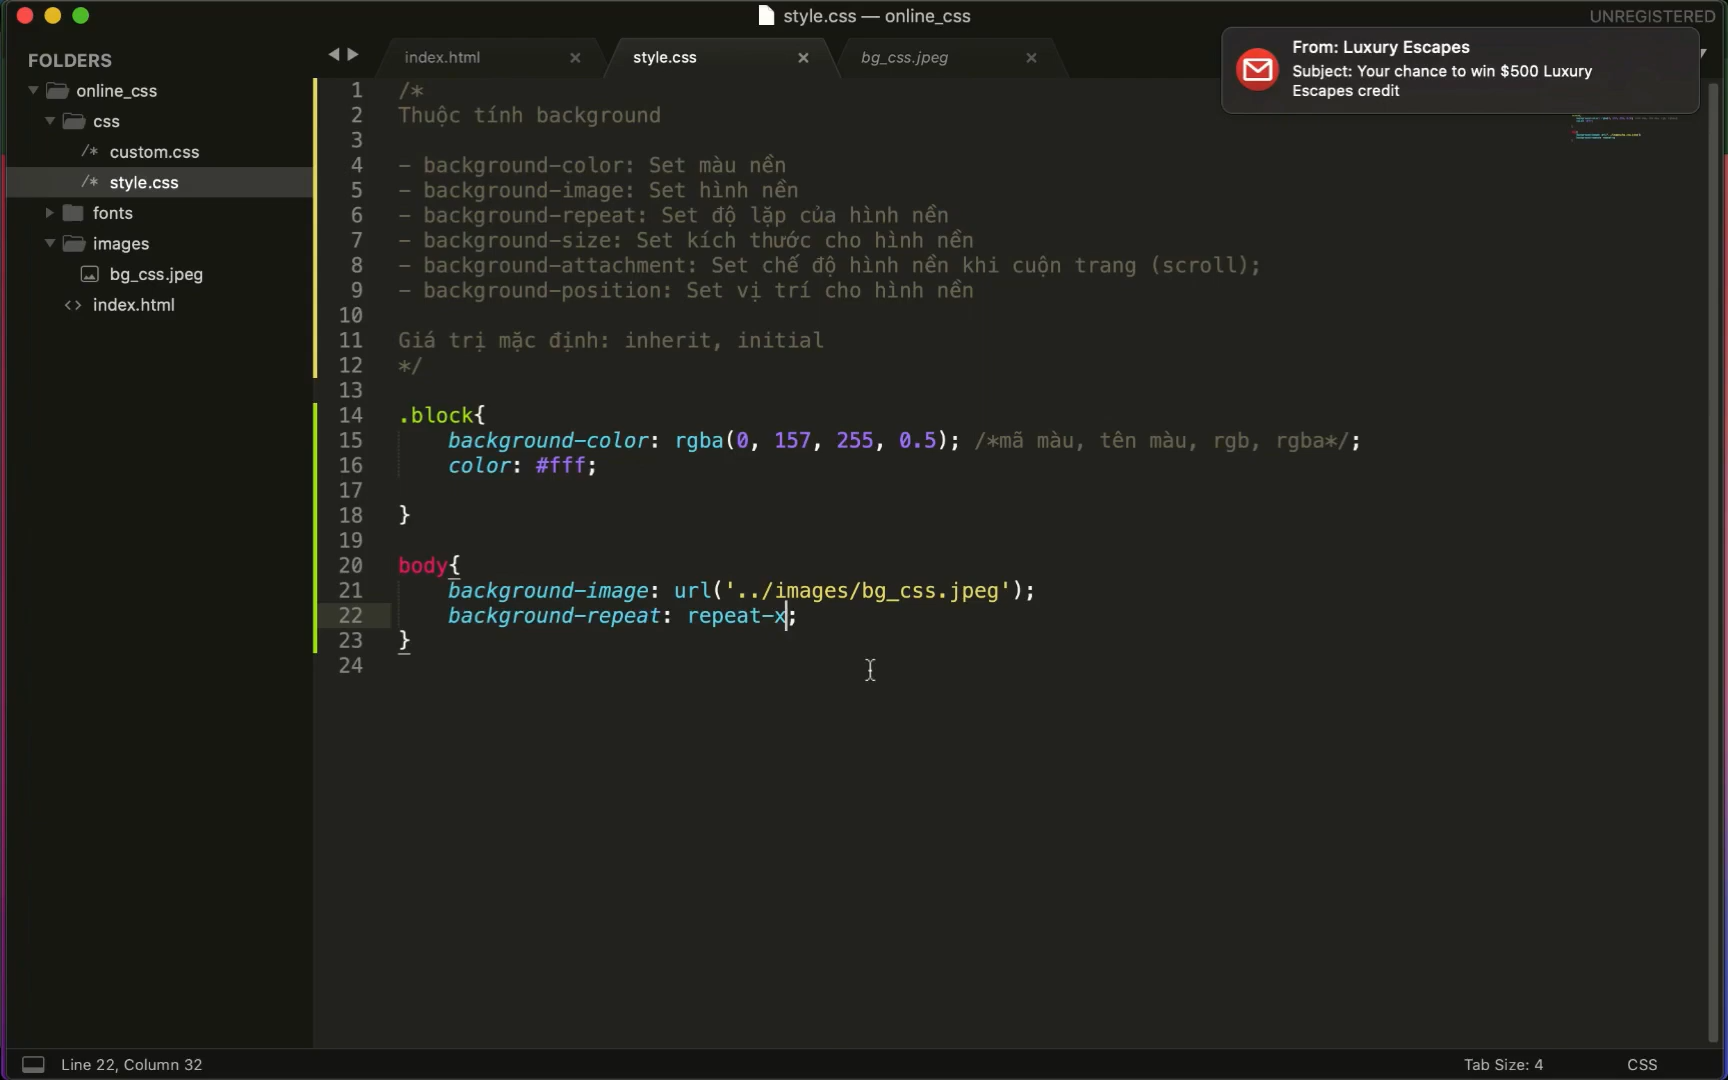 style.css — online_css
UNREGISTERED
FOLDERS
online_css
css
/* custom.css
/* style.css
fonts
images
bg_css.jpeg
<> index.html
index.html ×
style.css ×
bg_css.jpeg ×
From: Luxury Escapes
Subject: Your chance to win $500 Luxury
Escapes credit
1 /*
2 Thuộc tính background
3
4 - background-color: Set màu nền
5 - background-image: Set hình nền
6 - background-repeat: Set độ lặp của hình nền
7 - background-size: Set kích thước cho hình nền
8 - background-attachment: Set chế độ hình nền khi cuộn trang (scroll);
9 - background-position: Set vị trí cho hình nền
10
11 Giá trị mặc định: inherit, initial
12 */
13
14 .block{
15 background-color: rgba(0, 157, 255, 0.5); /*mã màu, tên màu, rgb, rgba*/;
16 color: #fff;
17
18 }
19
20 body{
21 background-image: url('../images/bg_css.jpeg');
22 background-repeat: repeat-x;
23 }
24
Line 22, Column 32
Tab Size: 4
CSS